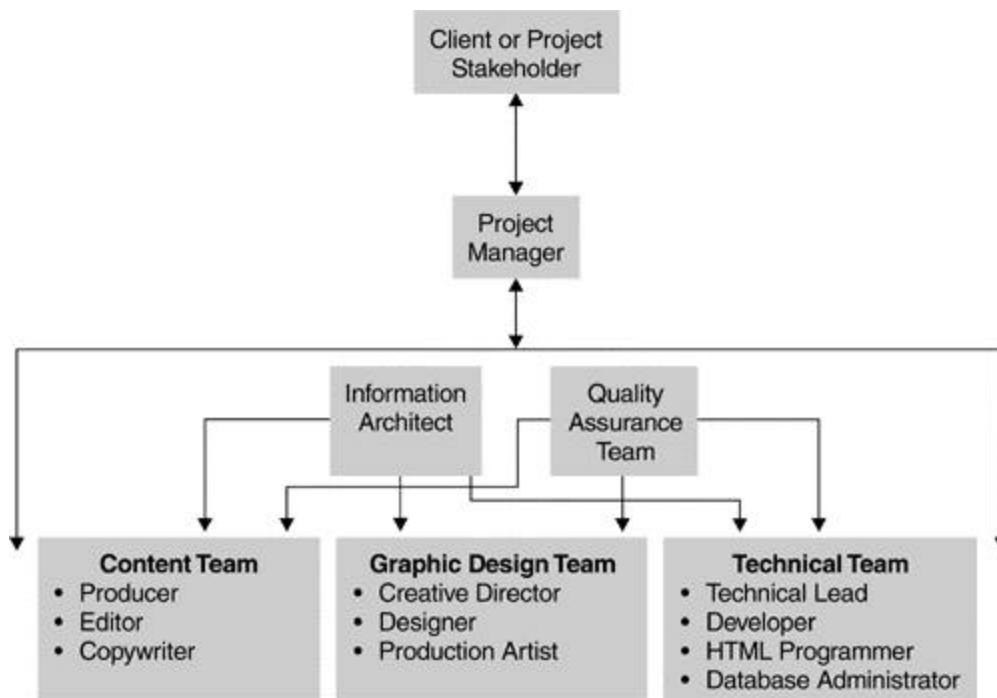 Client or Project
Stakeholder
Project
Manager
Information
Architect
Quality
Assurance
Team
Content Team
• Producer
• Editor
• Copywriter
Graphic Design Team
• Creative Director
• Designer
• Production Artist
Technical Team
• Technical Lead
• Developer
• HTML Programmer
• Database Administrator